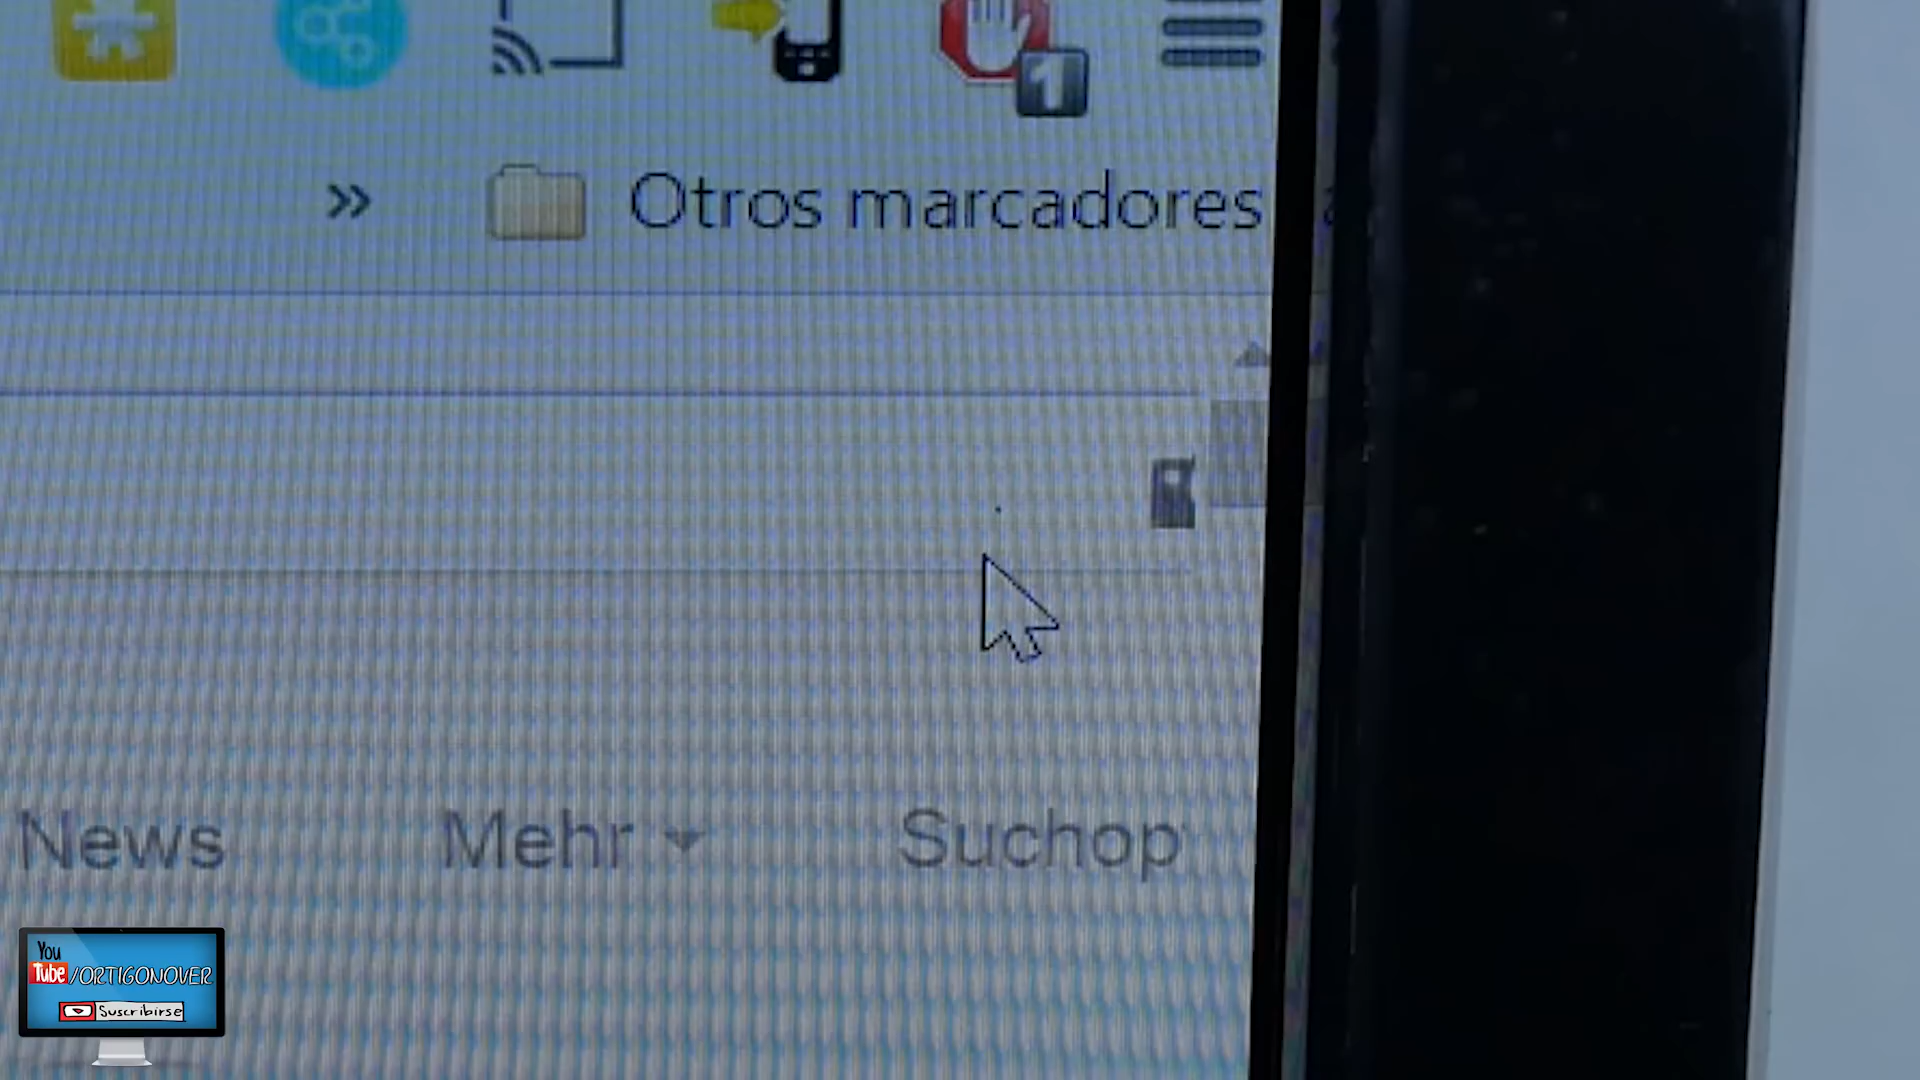 1
» Otros marcadores
News Mehr Suchop
You
Tube/ORTIGONOVER
Suscribirse